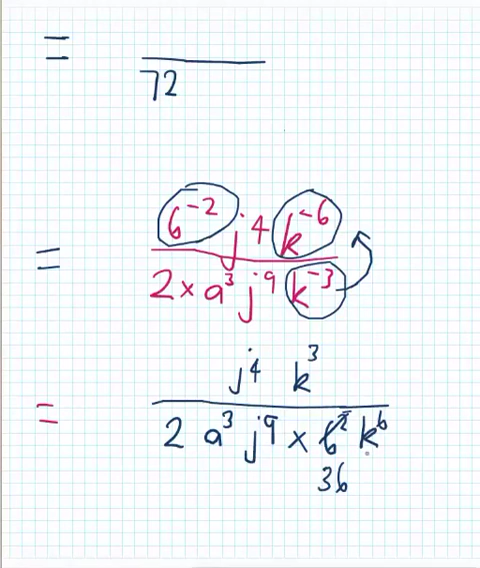 =
72
= 6⁻² j⁴ k⁻⁶
2 × a³ j⁹ k⁻³
= j⁴ k³
2 a³ j⁹ × 6² k⁶
36